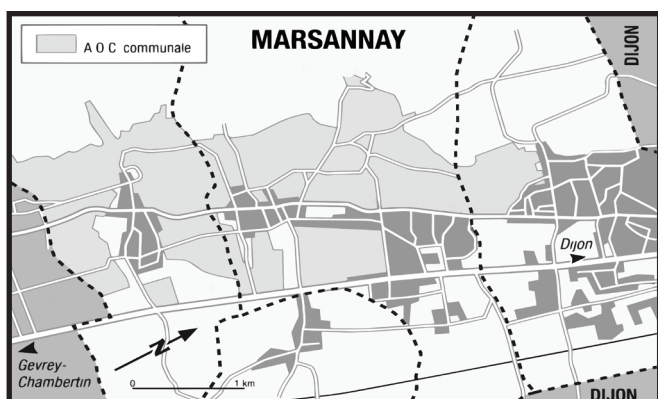 MARSANNAY
A O C communale
DIJON
Dijon
N
Gevrey-
Chambertin
0 1 km
DIJON